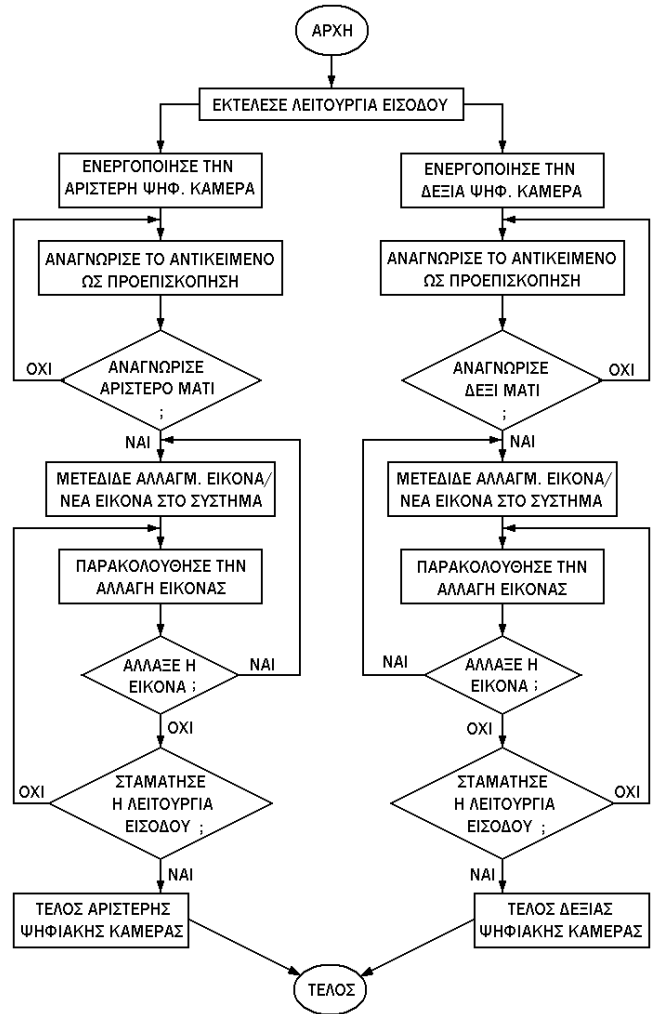 ΑΡΧΗ
ΕΚΤΕΛΕΣΕ ΛΕΙΤΟΥΡΓΙΑ ΕΙΣΟΔΟΥ
ΕΝΕΡΓΟΠΟΙΗΣΕ ΤΗΝ
ΑΡΙΣΤΕΡΗ ΨΗΦ. ΚΑΜΕΡΑ
ΑΝΑΓΝΩΡΙΣΕ ΤΟ ΑΝΤΙΚΕΙΜΕΝΟ
ΩΣ ΠΡΟΕΠΙΣΚΟΠΗΣΗ
ΑΝΑΓΝΩΡΙΣΕ
ΑΡΙΣΤΕΡΟ ΜΑΤΙ
;
ΟΧΙ
ΝΑΙ
ΜΕΤΕΔΙΔΕ ΑΛΛΑΓΜ. ΕΙΚΟΝΑ/
ΝΕΑ ΕΙΚΟΝΑ ΣΤΟ ΣΥΣΤΗΜΑ
ΠΑΡΑΚΟΛΟΥΘΗΣΕ ΤΗΝ
ΑΛΛΑΓΗ ΕΙΚΟΝΑΣ
ΑΛΛΑΞΕ Η
ΕΙΚΟΝΑ ;
ΝΑΙ
ΟΧΙ
ΣΤΑΜΑΤΗΣΕ
Η ΛΕΙΤΟΥΡΓΙΑ
ΕΙΣΟΔΟΥ ;
ΟΧΙ
ΝΑΙ
ΤΕΛΟΣ ΑΡΙΣΤΕΡΗΣ
ΨΗΦΙΑΚΗΣ ΚΑΜΕΡΑΣ
ΕΝΕΡΓΟΠΟΙΗΣΕ ΤΗΝ
ΔΕΞΙΑ ΨΗΦ. ΚΑΜΕΡΑ
ΑΝΑΓΝΩΡΙΣΕ ΤΟ ΑΝΤΙΚΕΙΜΕΝΟ
ΩΣ ΠΡΟΕΠΙΣΚΟΠΗΣΗ
ΑΝΑΓΝΩΡΙΣΕ
ΔΕΞΙ ΜΑΤΙ
;
ΟΧΙ
ΝΑΙ
ΜΕΤΕΔΙΔΕ ΑΛΛΑΓΜ. ΕΙΚΟΝΑ/
ΝΕΑ ΕΙΚΟΝΑ ΣΤΟ ΣΥΣΤΗΜΑ
ΠΑΡΑΚΟΛΟΥΘΗΣΕ ΤΗΝ
ΑΛΛΑΓΗ ΕΙΚΟΝΑΣ
ΑΛΛΑΞΕ Η
ΕΙΚΟΝΑ ;
ΝΑΙ
ΟΧΙ
ΣΤΑΜΑΤΗΣΕ
Η ΛΕΙΤΟΥΡΓΙΑ
ΕΙΣΟΔΟΥ ;
ΟΧΙ
ΝΑΙ
ΤΕΛΟΣ ΔΕΞΙΑΣ
ΨΗΦΙΑΚΗΣ ΚΑΜΕΡΑΣ
ΤΕΛΟΣ